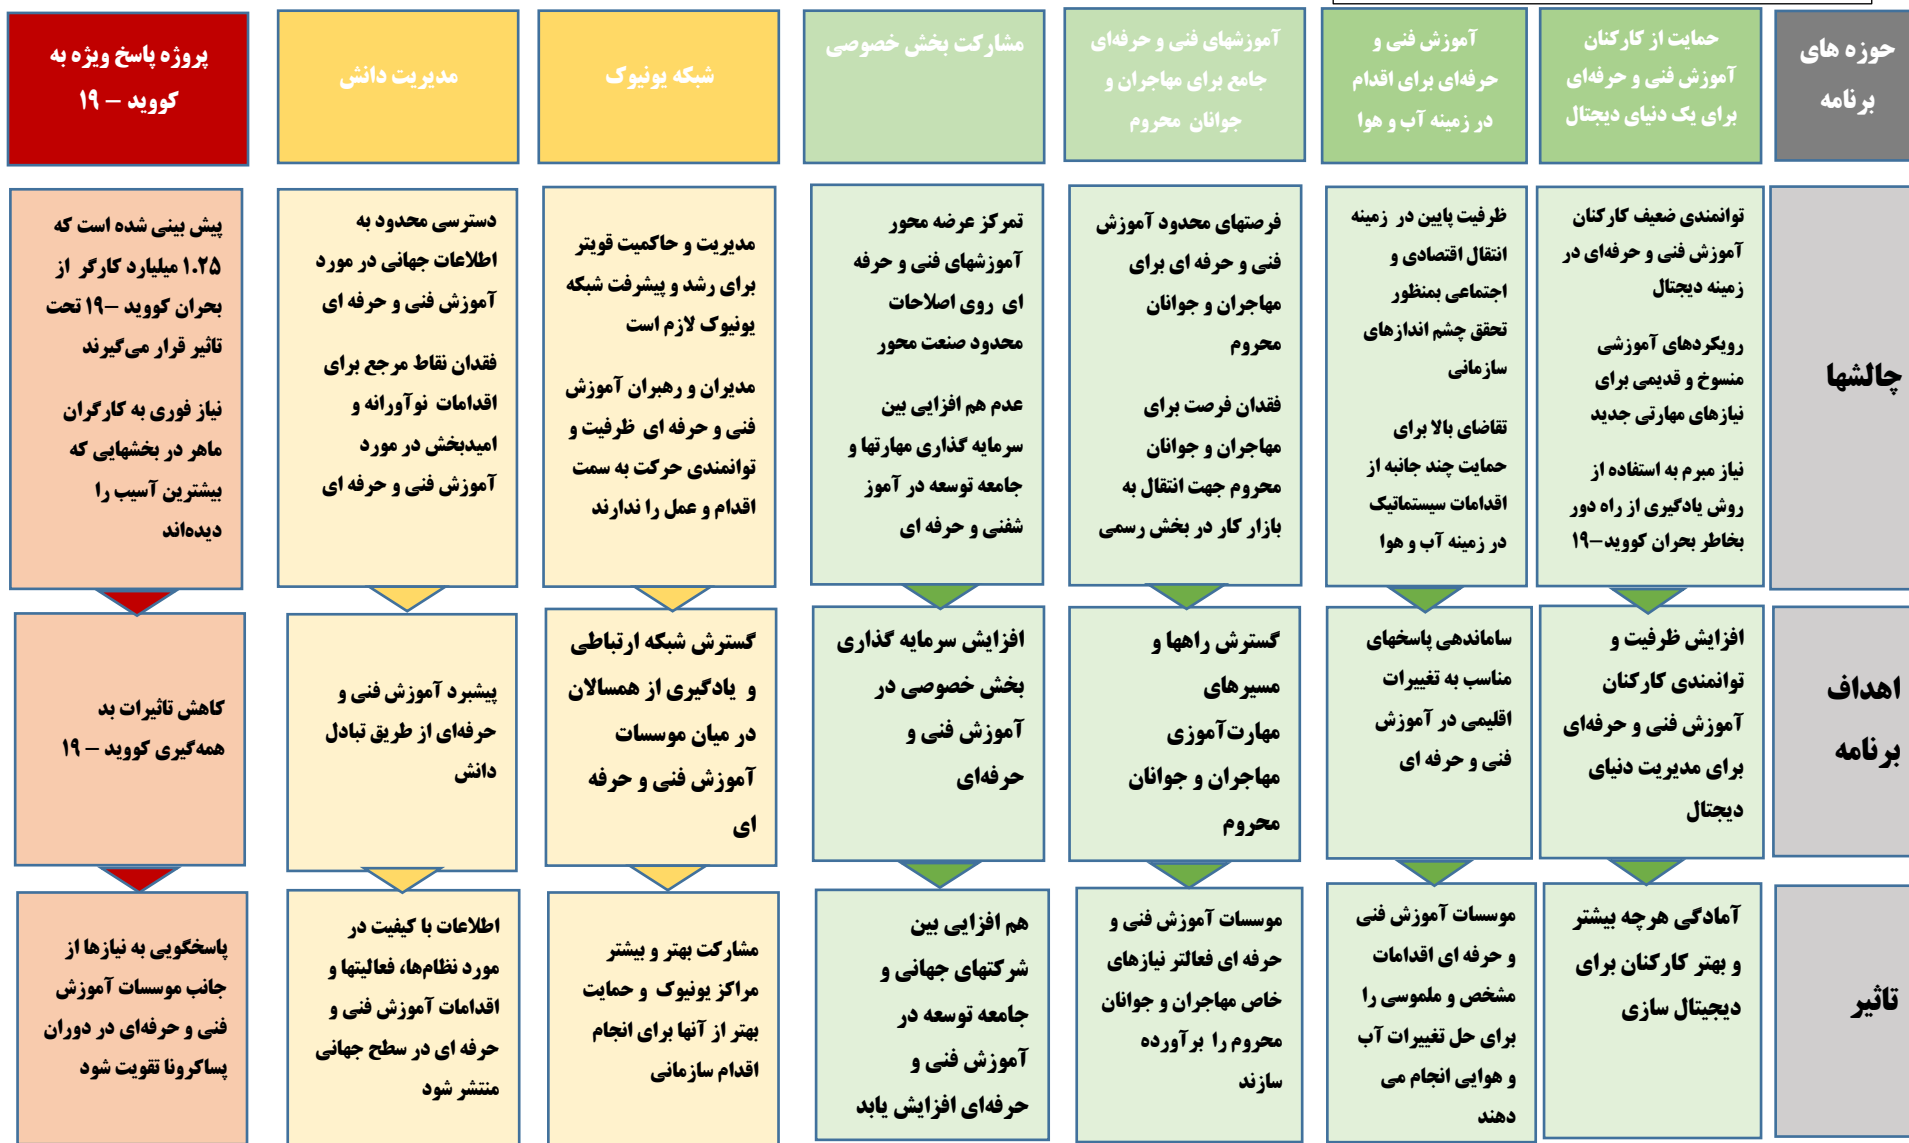 حوزه های
برنامه
حمایت از کارکنان
آموزش فنی و حرفه‌ای
برای یک دنیای دیجتال
آموزش فنی و
حرفه‌ای برای اقدام
در زمینه آب و هوا
آموزشهای فنی و حرفه‌ای
جامع برای مهاجران و
جوانان محروم
مشارکت بخش خصوصی
شبکه یونیوک
مدیریت دانش
پروژه پاسخ ویژه به
کووید – ۱۹
چالشها
توانمندی ضعیف کارکنان
آموزش فنی و حرفه‌ای در
زمینه دیجتال
رویکردهای آموزشی
منسوخ و قدیمی برای
نیازهای مهارتی جدید
نیاز مبرم به استفاده از
روش یادگیری از راه دور
بخاطر بحران کووید–۱۹
ظرفیت پایین در زمینه
انتقال اقتصادی و
اجتماعی بمنظور
تحقق چشم اندازهای
سازمانی
تقاضای بالا برای
حمایت چند جانبه از
اقدامات سیستماتیک
در زمینه آب و هوا
فرصتهای محدود آموزش
فنی و حرفه ای برای
مهاجران و جوانان
محروم
فقدان فرصت برای
مهاجران و جوانان
محروم جهت انتقال به
بازار کار در بخش رسمی
تمرکز عرضه محور
آموزشهای فنی و حرفه
ای روی اصلاحات
محدود صنعت محور
عدم هم افزایی بین
سرمایه گذاری مهارتها و
جامعه توسعه در آموز
شفنی و حرفه ای
مدیریت و حاکمیت قویتر
برای رشد و پیشرفت شبکه
یونیوک لازم است
مدیران و رهبران آموزش
فنی و حرفه ای ظرفیت و
توانمندی حرکت به سمت
اقدام و عمل را ندارند
دسترسی محدود به
اطلاعات جهانی در مورد
آموزش فنی و حرفه ای
فقدان نقاط مرجع برای
اقدامات نوآورانه و
امیدبخش در مورد
آموزش فنی و حرفه ای
پیش بینی شده است که
۱.۲۵ میلیارد کارگر از
بحران کووید –۱۹ تحت
تاثیر قرار می‌گیرند
نیاز فوری به کارگران
ماهر در بخشهایی که
بیشترین آسیب را
دیده‌اند
اهداف
برنامه
افزایش ظرفیت و
توانمندی کارکنان
آموزش فنی و حرفه‌ای
برای مدیریت دنیای
دیجتال
ساماندهی پاسخهای
مناسب به تغییرات
اقلیمی در آموزش
فنی و حرفه ای
گسترش راهها و
مسیرهای
مهارت‌آموزی
مهاجران و جوانان
محروم
افزایش سرمایه گذاری
بخش خصوصی در
آموزش فنی و
حرفه‌ای
گسترش شبکه ارتباطی
و یادگیری از همسالان
در میان موسسات
آموزش فنی و حرفه
ای
پیشبرد آموزش فنی و
حرفه‌ای از طریق تبادل
دانش
کاهش تاثیرات بد
همه‌گیری کووید – ۱۹
تاثیر
آمادگی هرچه بیشتر
و بهتر کارکنان برای
دیجیتال سازی
موسسات آموزش فنی
و حرفه ای اقدامات
مشخص و ملموسی را
برای حل تغییرات آب
و هوایی انجام می
دهند
موسسات آموزش فنی و
حرفه ای فعالتر نیازهای
خاص مهاجران و جوانان
محروم را برآورده
سازند
هم افزایی بین
شرکتهای جهانی و
جامعه توسعه در
آموزش فنی و
حرفه‌ای افزایش یابد
مشارکت بهتر و بیشتر
مراکز یونیوک و حمایت
بهتر از آنها برای انجام
اقدام سازمانی
اطلاعات با کیفیت در
مورد نظام‌ها، فعالیتها و
اقدامات آموزش فنی و
حرفه ای در سطح جهانی
منتشر شود
پاسخگویی به نیازها از
جانب موسسات آموزش
فنی و حرفه‌ای در دوران
پساکرونا تقویت شود